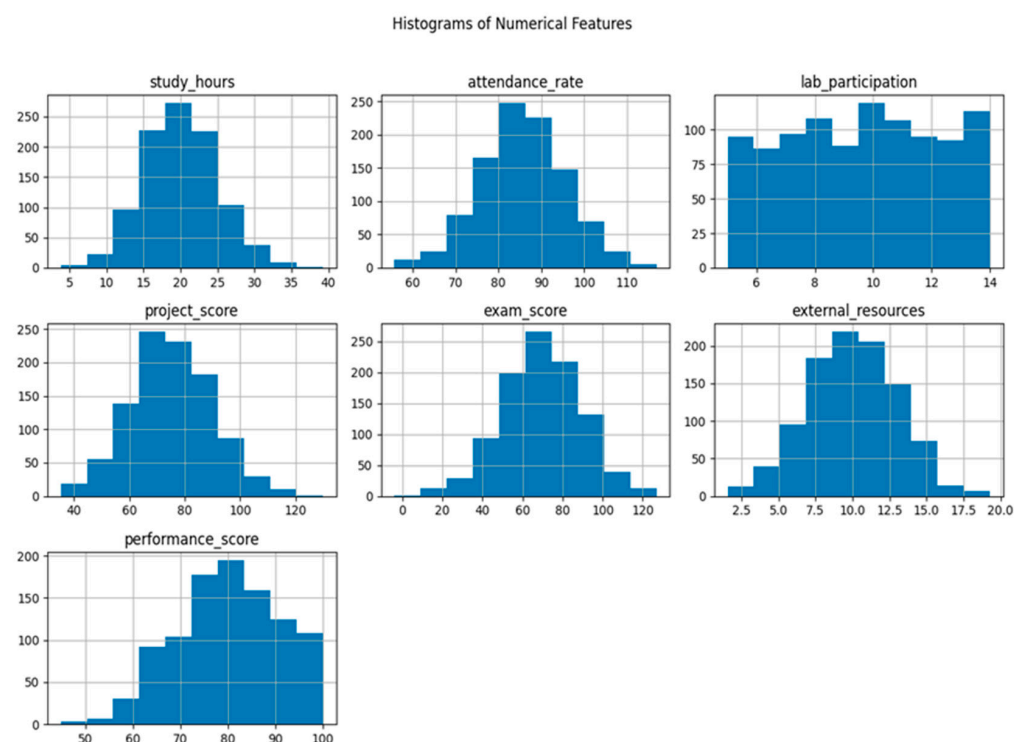 Histograms of Numerical Features
study_hours
attendance_rate
lab_participation
250
200
150
100
50
0
5 10 15 20 25 30 35 40
250
200
150
100
50
0
60 70 80 90 100 110
100
75
50
25
0
6 8 10 12 14
project_score
exam_score
external_resources
250
200
150
100
50
0
40 60 80 100 120
250
200
150
100
50
0
0 20 40 60 80 100 120
200
150
100
50
0
2.5 5.0 7.5 10.0 12.5 15.0 17.5 20.0
performance_score
200
150
100
50
0
50 60 70 80 90 100